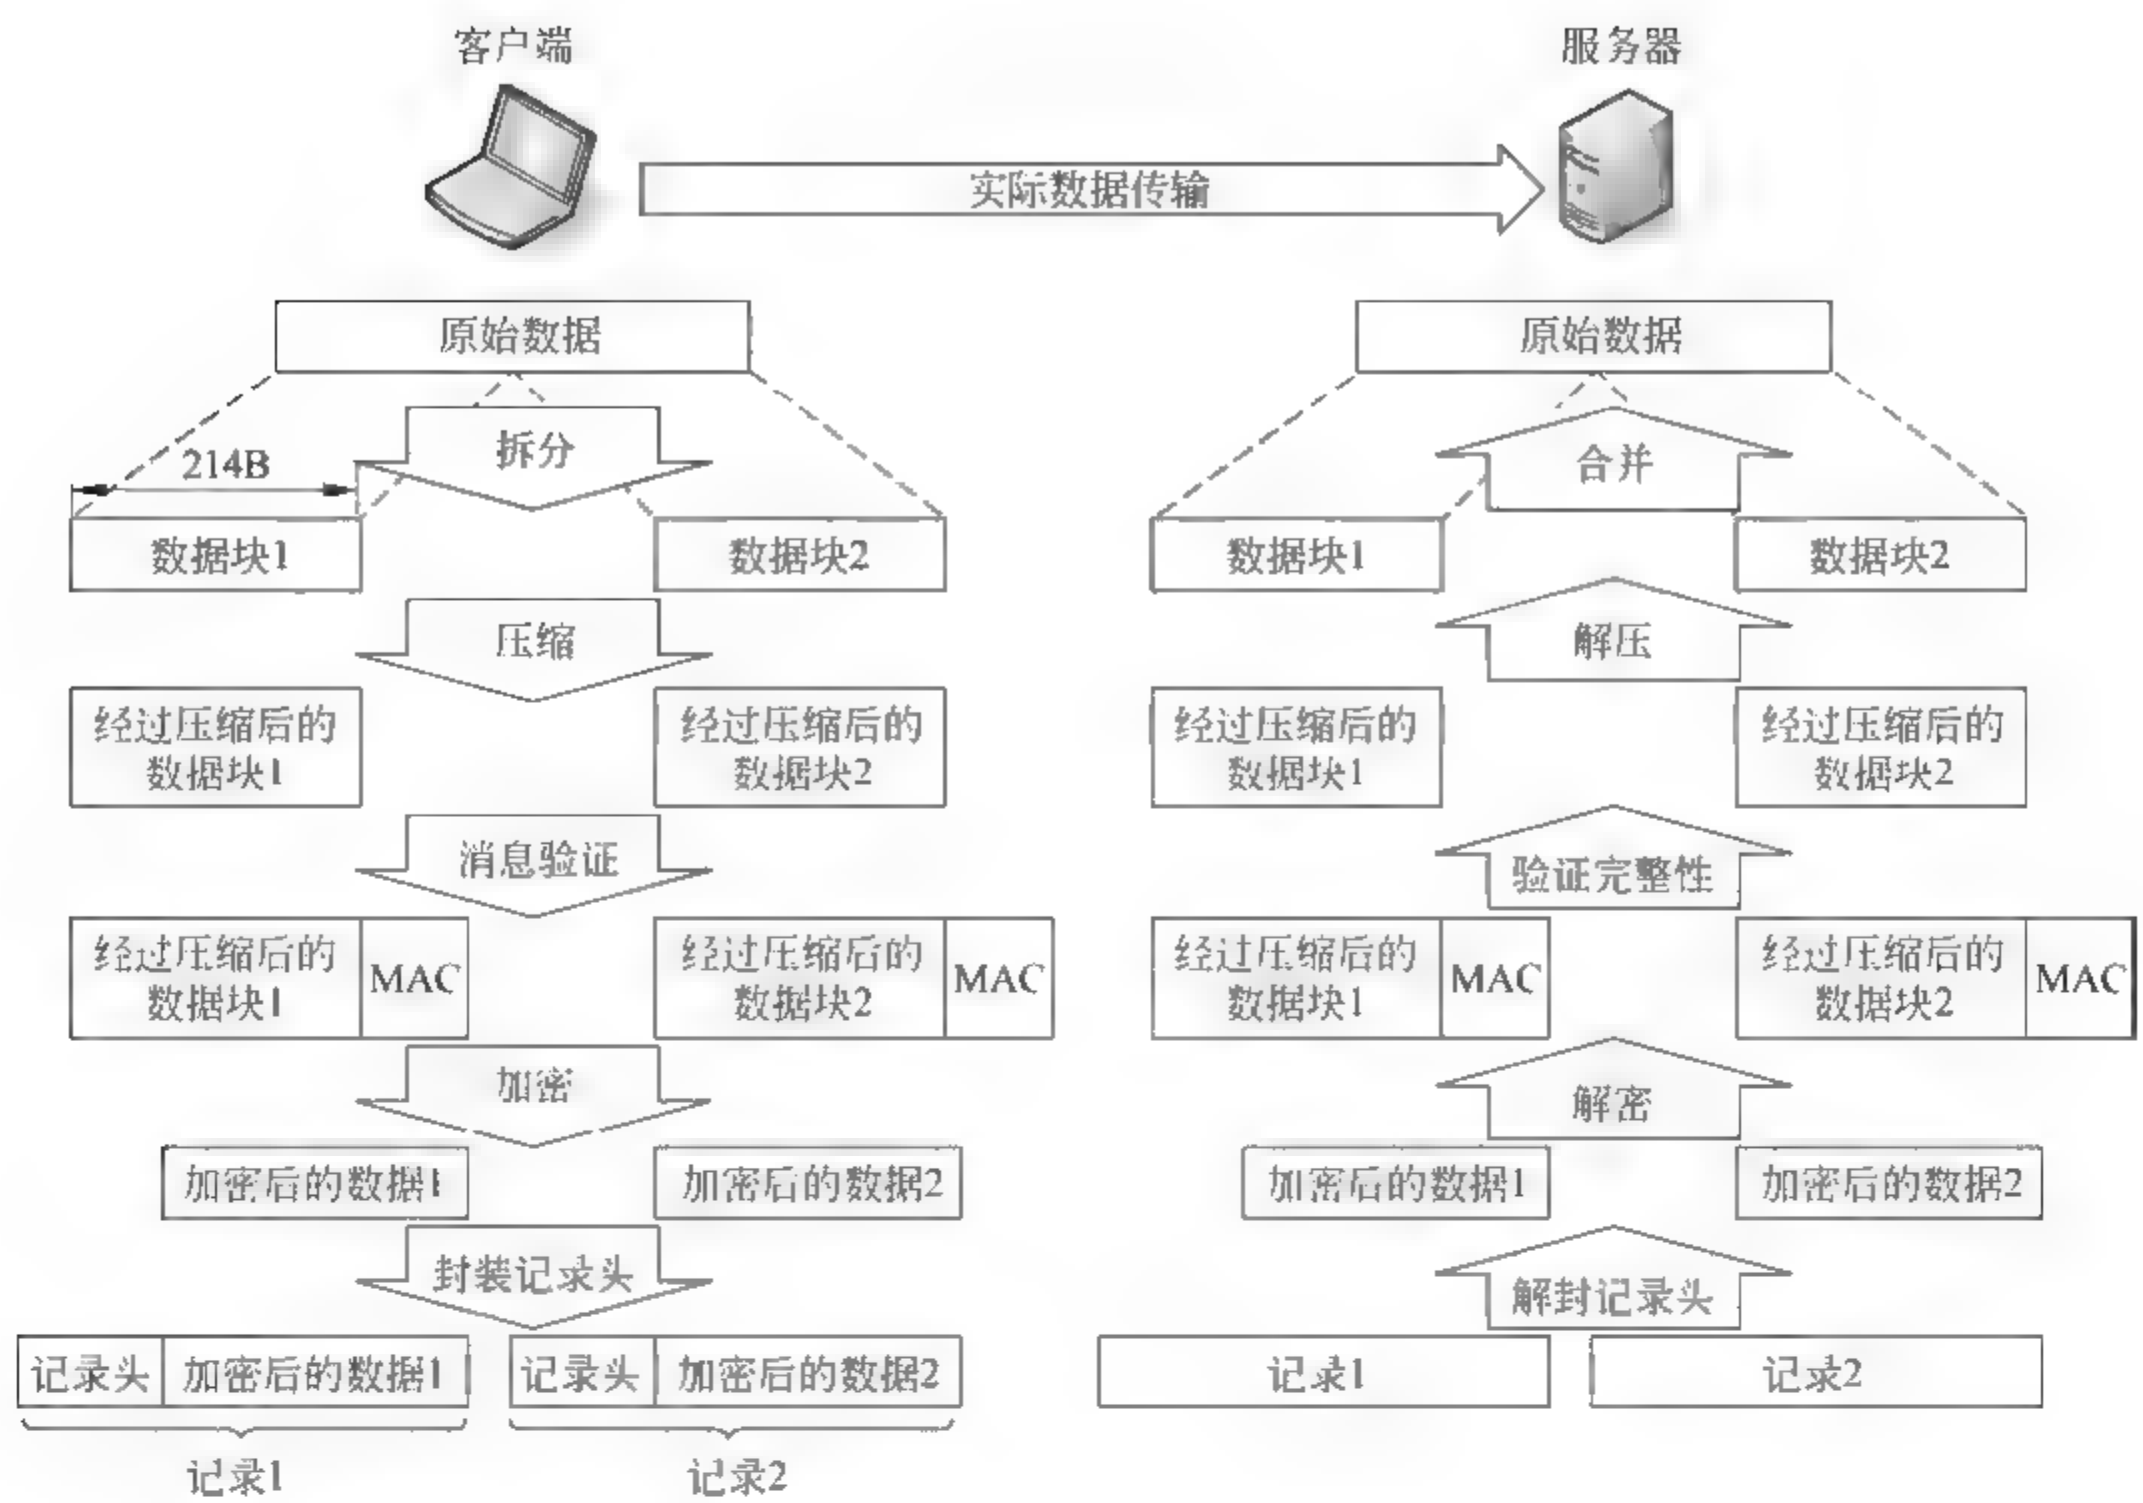 客户端
服务器
实际数据传输
原始数据
拆分
214B
数据块1
数据块2
压缩
经过压缩后的
数据块1
经过压缩后的
数据块2
消息验证
经过压缩后的
数据块1
MAC
经过压缩后的
数据块2
MAC
加密
加密后的数据1
加密后的数据2
封装记录头
记录头
加密后的数据1
记录头
加密后的数据2
记录1
记录2
原始数据
合并
数据块1
数据块2
解压
经过压缩后的
数据块1
经过压缩后的
数据块2
验证完整性
经过压缩后的
数据块1
MAC
经过压缩后的
数据块2
MAC
解密
加密后的数据1
加密后的数据2
解封记录头
记录1
记录2